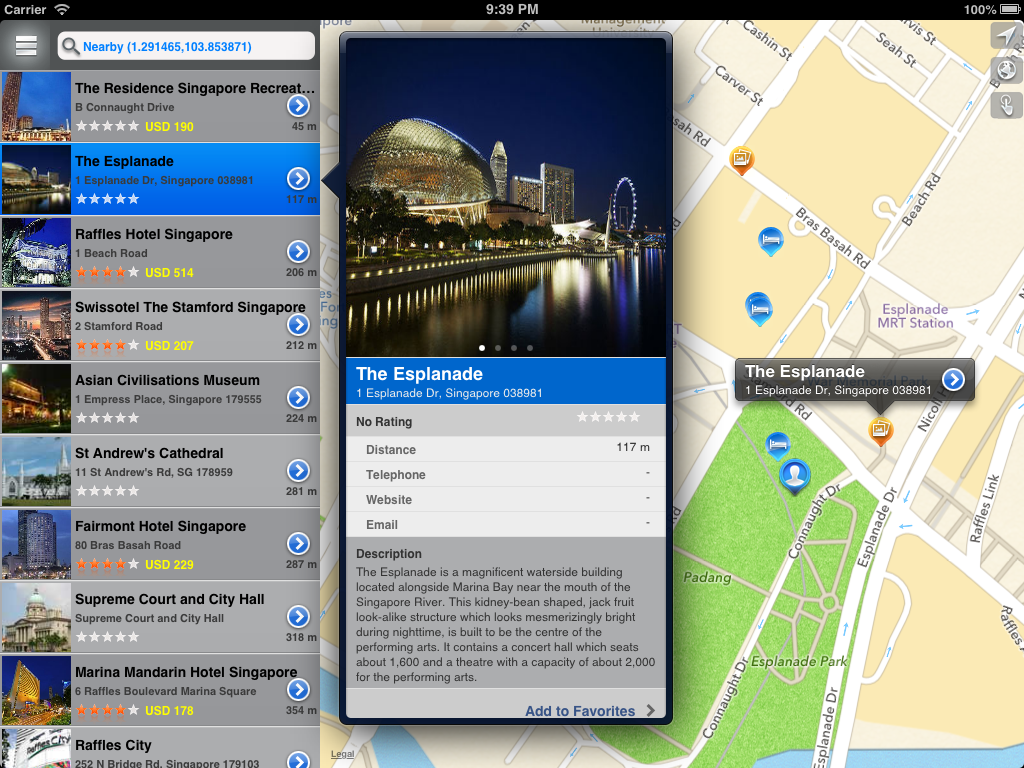 Carrier
9:39 PM
100%
Nearby (1.291465,103.853871)
The Residence Singapore Recreat...
B Connaught Drive
USD 190
45 m
The Esplanade
1 Esplanade Dr, Singapore 038981
117 m
Raffles Hotel Singapore
1 Beach Road
USD 514
206 m
Swissotel The Stamford Singapore
2 Stamford Road
USD 207
212 m
Asian Civilisations Museum
1 Empress Place, Singapore 179555
224 m
St Andrew's Cathedral
11 St Andrew's Rd, SG 178959
281 m
Fairmont Hotel Singapore
80 Bras Basah Road
USD 229
287 m
Supreme Court and City Hall
Supreme Court and City Hall
318 m
Marina Mandarin Hotel Singapore
6 Raffles Boulevard Marina Square
USD 178
354 m
Raffles City
252 N Bridge Rd, Singapore 179103
The Esplanade
1 Esplanade Dr, Singapore 038981
No Rating
Distance
117 m
Telephone
-
Website
-
Email
-
Description
The Esplanade is a magnificent waterside building
located alongside Marina Bay near the mouth of the
Singapore River. This kidney-bean shaped, jack fruit
look-alike structure which looks mesmerizingly bright
during nighttime, is built to be the centre of the
performing arts. It contains a concert hall which seats
about 1,600 and a theatre with a capacity of about 2,000
for the performing arts.
Add to Favorites
Legal
Management
University
Cashin St
Carver St
Seah St
Beach Rd
Bras Basah Rd
Esplanade
MRT Station
The Esplanade
1 Esplanade Dr, Singapore 038981
Connaught Dr
Esplanade Dr
Raffles Link
Padang
Esplanade Park
Connaught Dr
Esplanade Dr